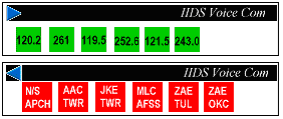 IIDS Voice Com
120.2 261 119.5 252.6 121.5 243.0
IIDS Voice Com
N/S AAC JKE MLC ZAE ZAE
APCH TWR TWR AFSS TUL OKC